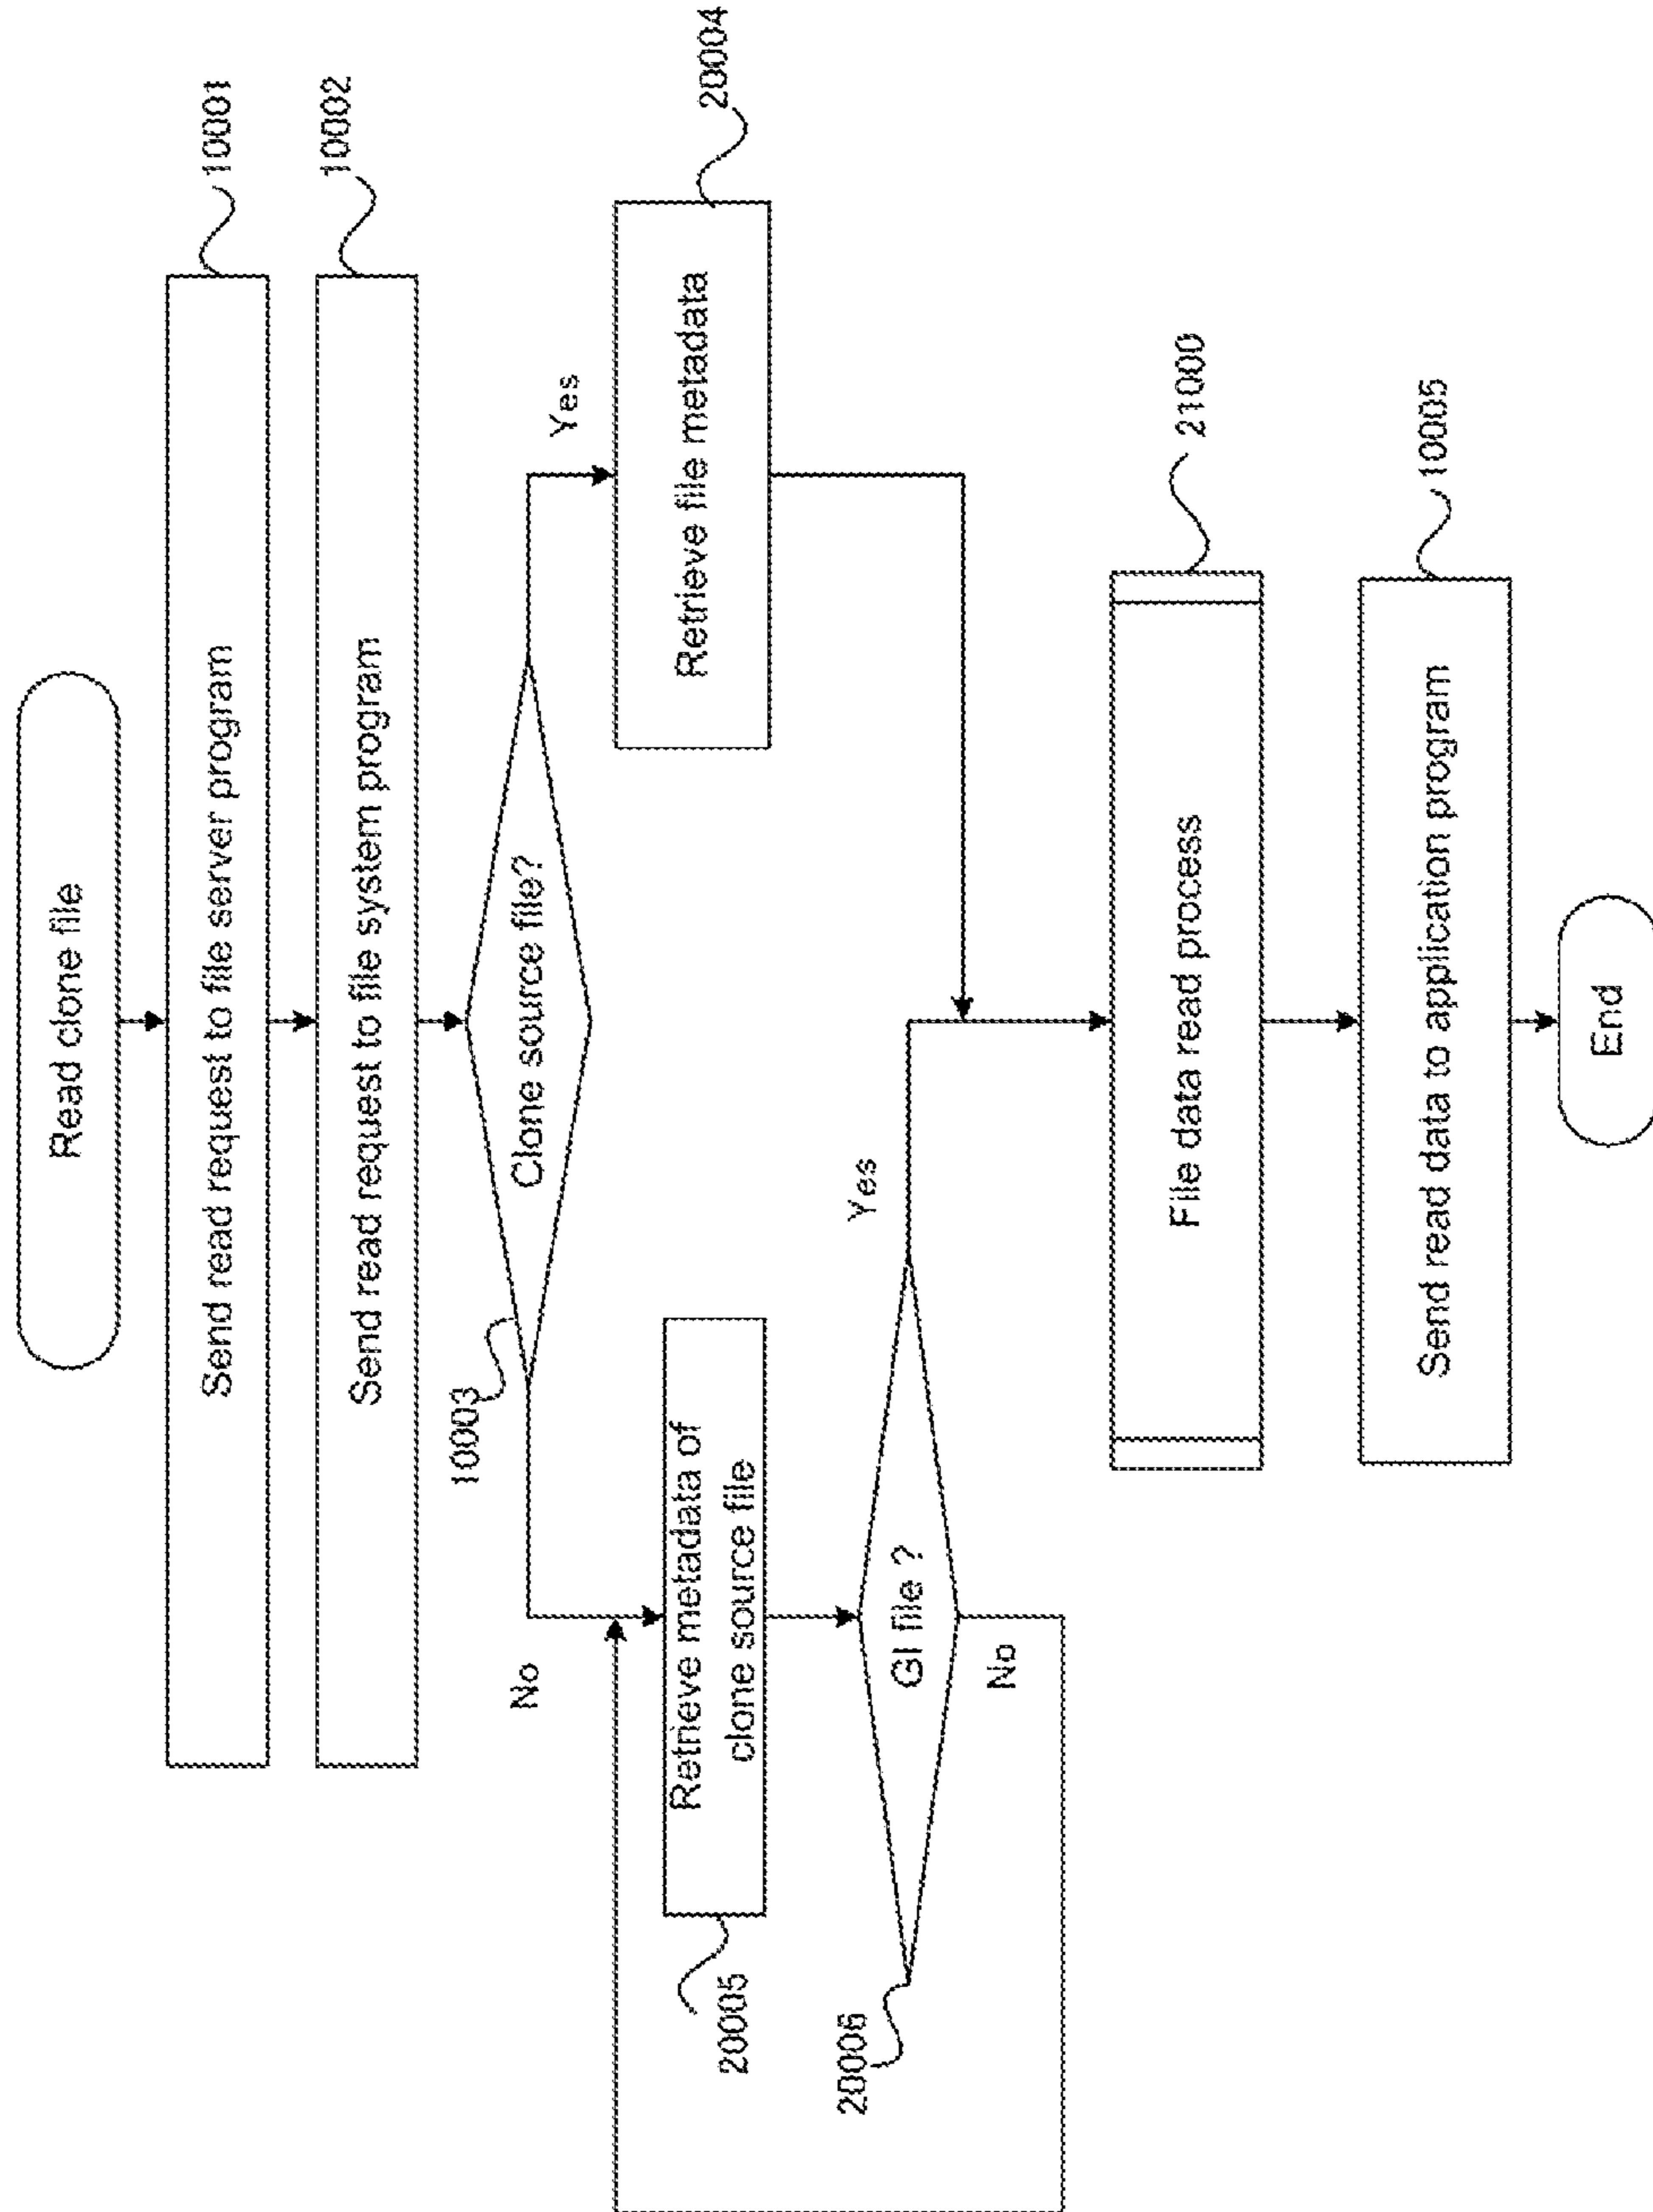 Read clone file
Send read request to file server program
10001
Send read request to file system program
10002
10003
Clone source file?
No
Yes
Retrieve metadata of
clone source file
20005
Retrieve file metadata
20004
GI file ?
20006
Yes
No
File data read process
21000
Send read data to application program
10005
End